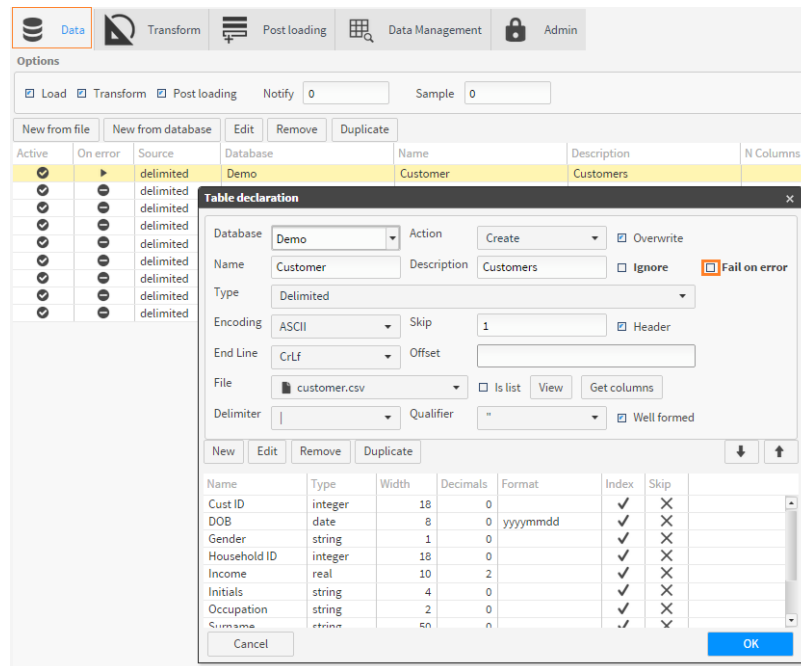 Data Transform Post loading Data Management Admin
Options
Load Transform Post loading Notify 0 Sample 0
New from file New from database Edit Remove Duplicate
Active On error Source Database Name Description N Columns
delimited Demo Customer Customers
delimited
delimited
delimited
delimited
delimited
delimited
delimited
delimited
Table declaration x
Database Demo Action Create Overwrite
Name Customer Description Customers Ignore Fail on error
Type Delimited
Encoding ASCII Skip 1 Header
End Line CrLf Offset
File customer.csv Is list View Get columns
Delimiter | Qualifier " Well formed
New Edit Remove Duplicate
Name Type Width Decimals Format Index Skip
Cust ID integer 18 0
DOB date 8 0 yyyymmdd
Gender string 1 0
Household ID integer 18 0
Income real 10 2
Initials string 4 0
Occupation string 2 0
Surname string 50 0
Cancel OK